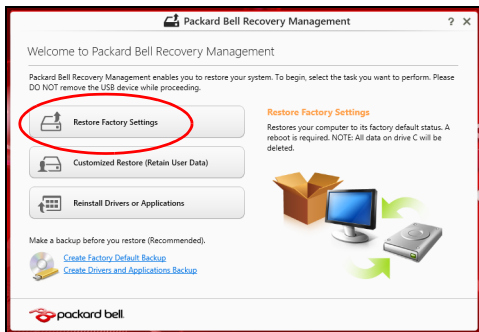 Packard Bell Recovery Management
? X
Welcome to Packard Bell Recovery Management
Packard Bell Recovery Management enables you to restore your system. To begin, select the task you want to perform. Please
DO NOT remove the USB device while proceeding.
Restore Factory Settings
Customized Restore (Retain User Data)
Reinstall Drivers or Applications
Restore Factory Settings
Restores your computer to its factory default status. A
reboot is required. NOTE: All data on drive C will be
deleted.
Make a backup before you restore (Recommended).
Create Factory Default Backup
Create Drivers and Applications Backup
packard bell